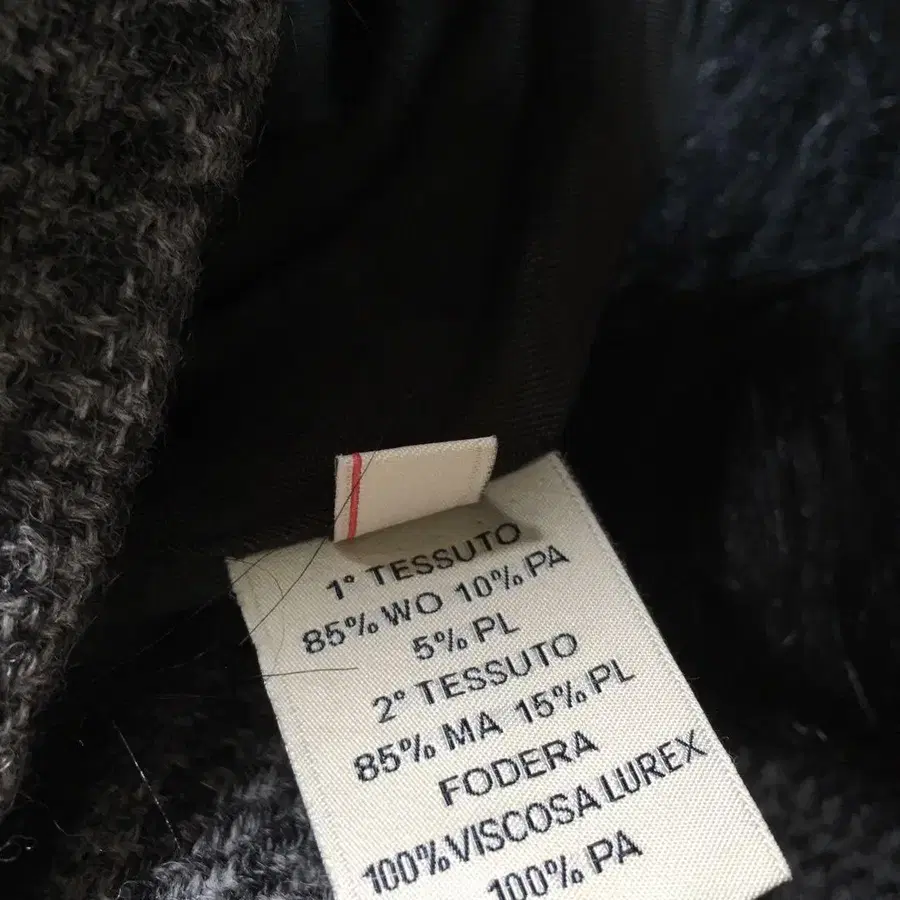 1° TESSUTO
85% WO 10% PA
5% PL
2° TESSUTO
85% MA 15% PL
FODERA
100% VISCOSA LUREX
100% PA